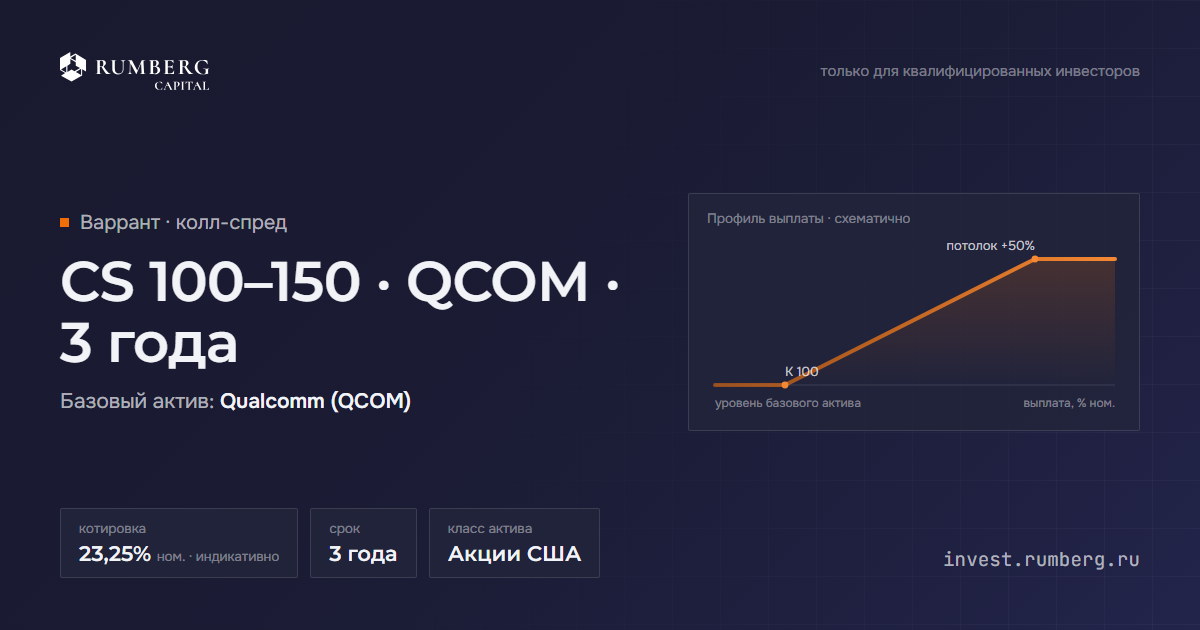 RUMBERG
CAPITAL
только для квалифицированных инвесторов
Варрант · колл-спред
CS 100–150 · QCOM ·
3 года
Базовый актив: Qualcomm (QCOM)
Профиль выплаты · схематично
потолок +50%
К 100
уровень базового актива
выплата, % ном.
котировка
23,25% ном. · индикативно
срок
3 года
класс актива
Акции США
invest.rumberg.ru